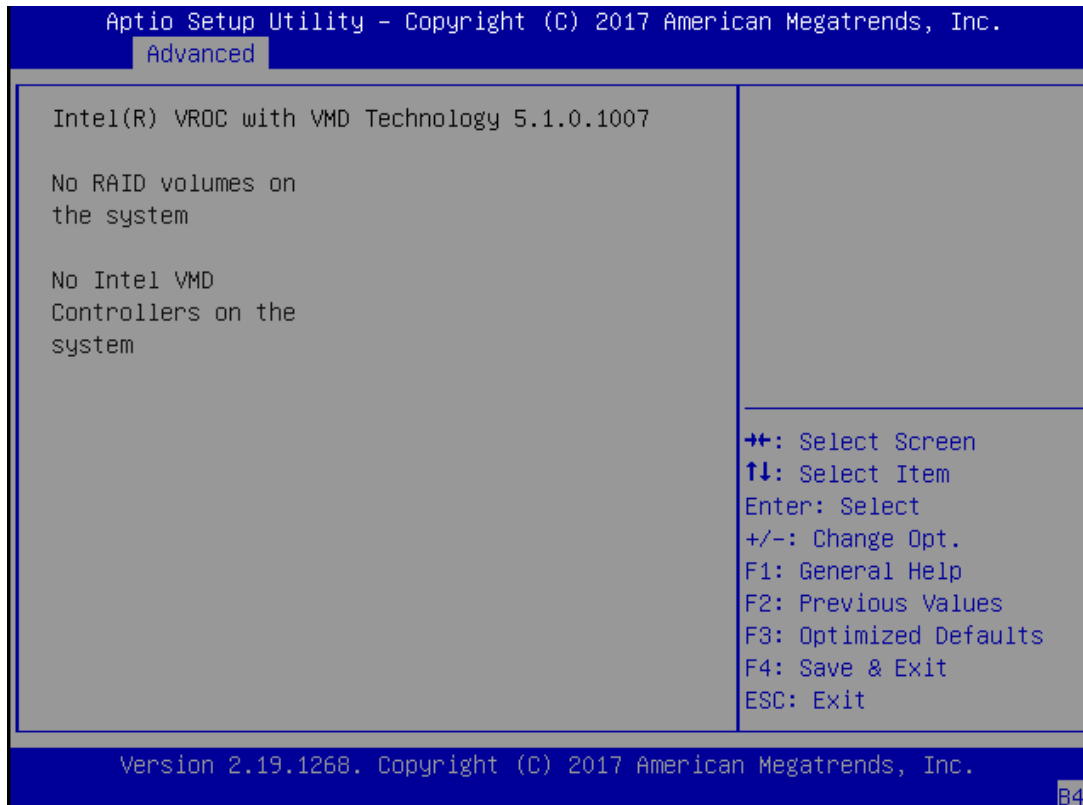 Aptio Setup Utility – Copyright (C) 2017 American Megatrends, Inc.
Advanced
Intel(R) VROC with VMD Technology 5.1.0.1007
No RAID volumes on
the system
No Intel VMD
Controllers on the
system
→←: Select Screen
↑↓: Select Item
Enter: Select
+/-: Change Opt.
F1: General Help
F2: Previous Values
F3: Optimized Defaults
F4: Save & Exit
ESC: Exit
Version 2.19.1268. Copyright (C) 2017 American Megatrends, Inc.
B4